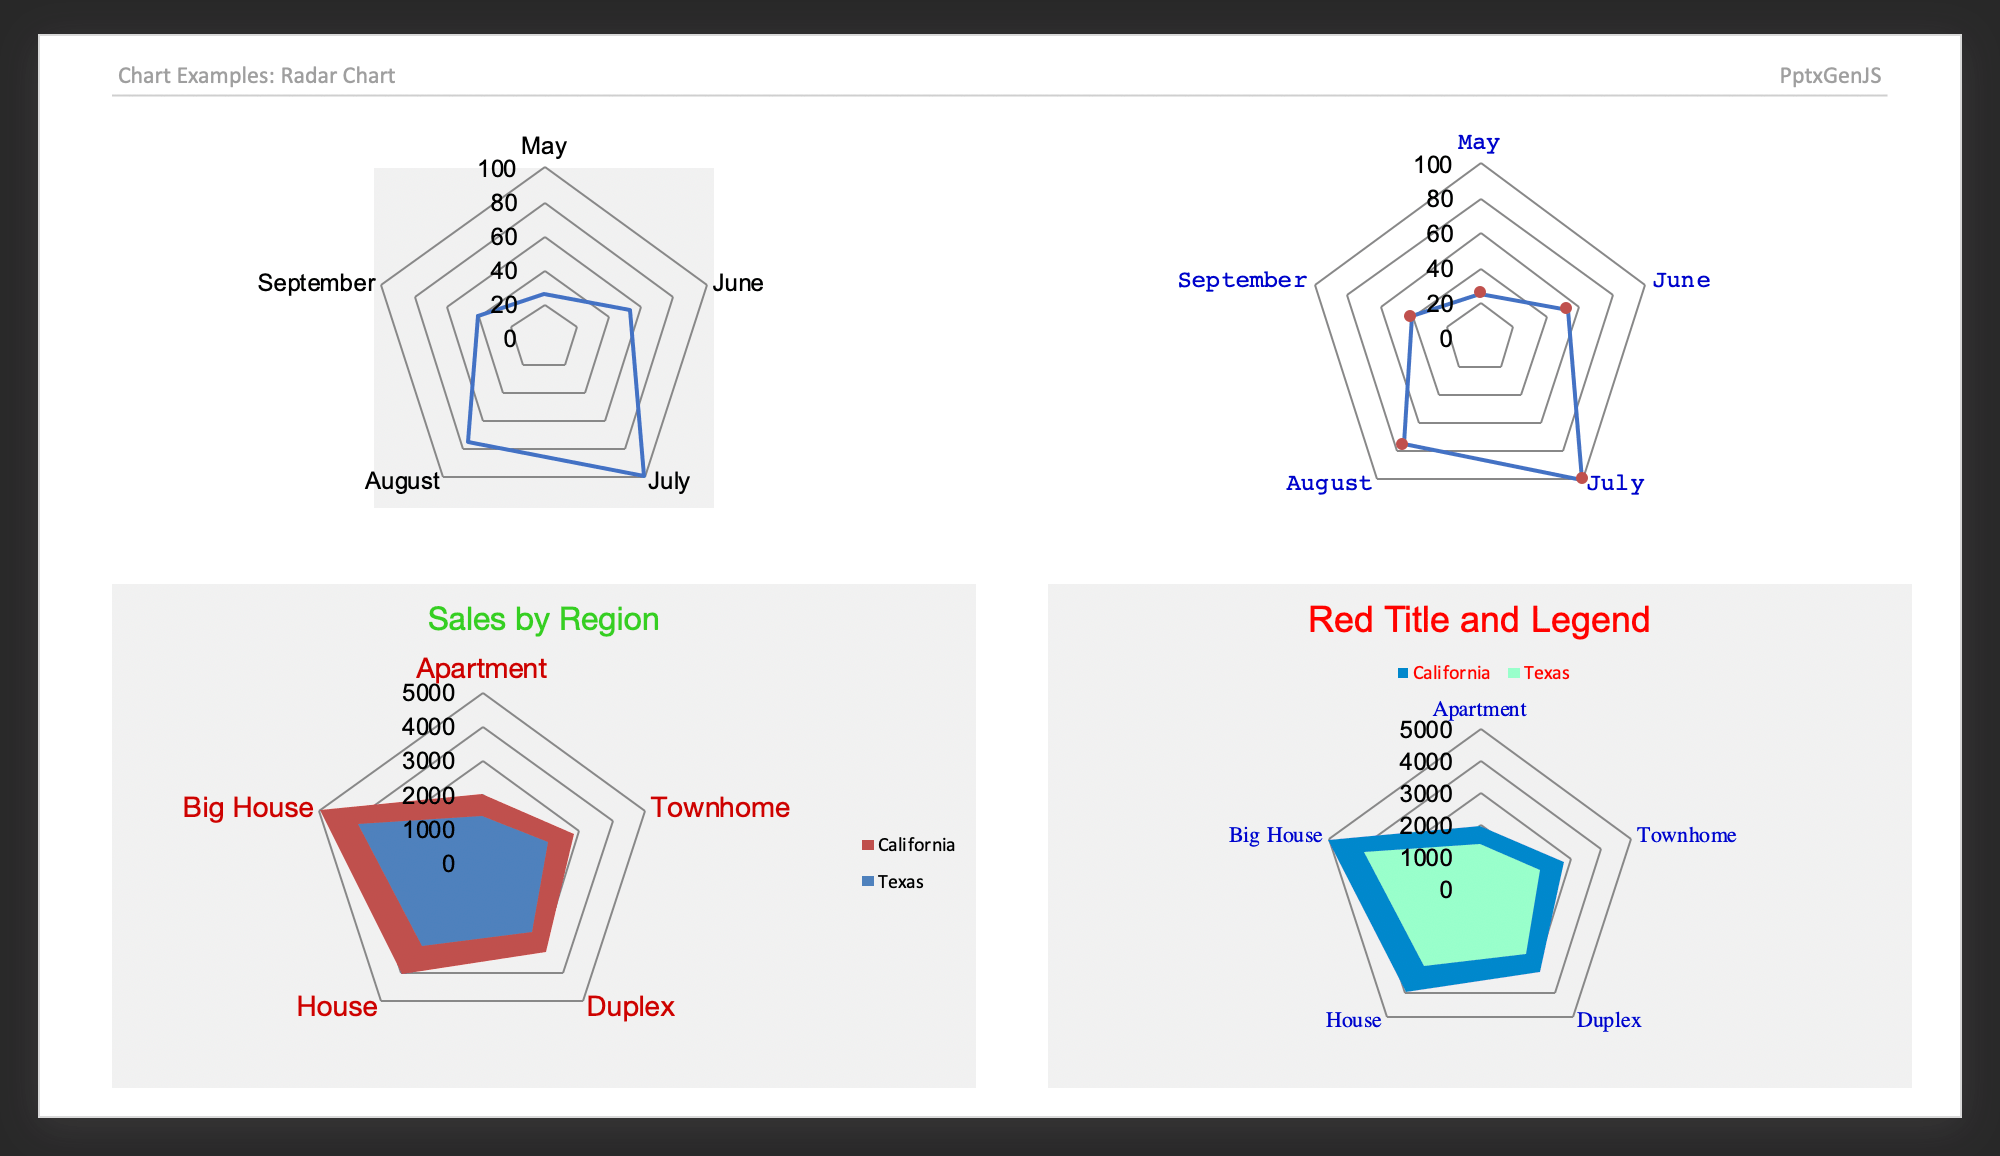 Chart Examples: Radar Chart
PptxGenJS
May
100
80
60
40
20
0
September
June
August
July
May
100
80
60
40
20
0
September
June
August
July
Sales by Region
Apartment
5000
4000
3000
2000
1000
0
Big House
Townhome
House
Duplex
California
Texas
Red Title and Legend
California
Texas
Apartment
5000
4000
3000
2000
1000
0
Big House
Townhome
House
Duplex